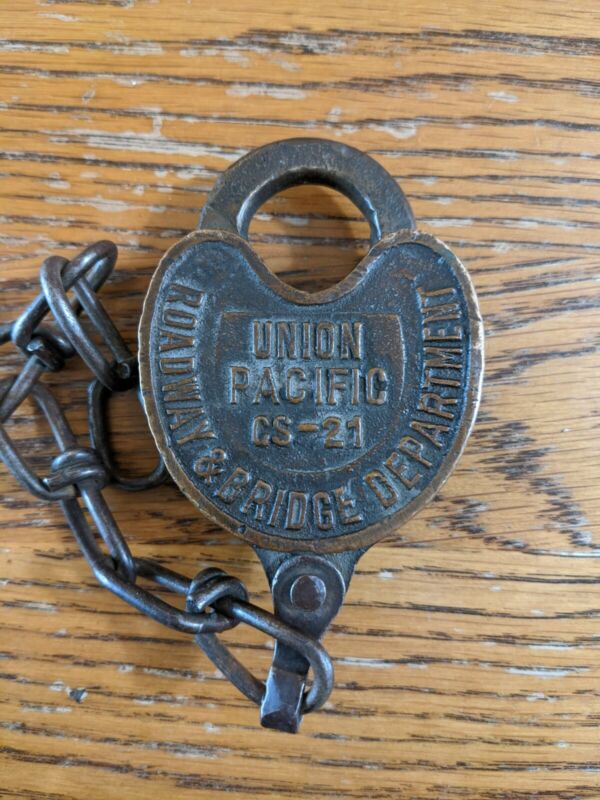 UNION
PACIFIC
CS-21
ROADWAY & BRIDGE DEPARTMENT